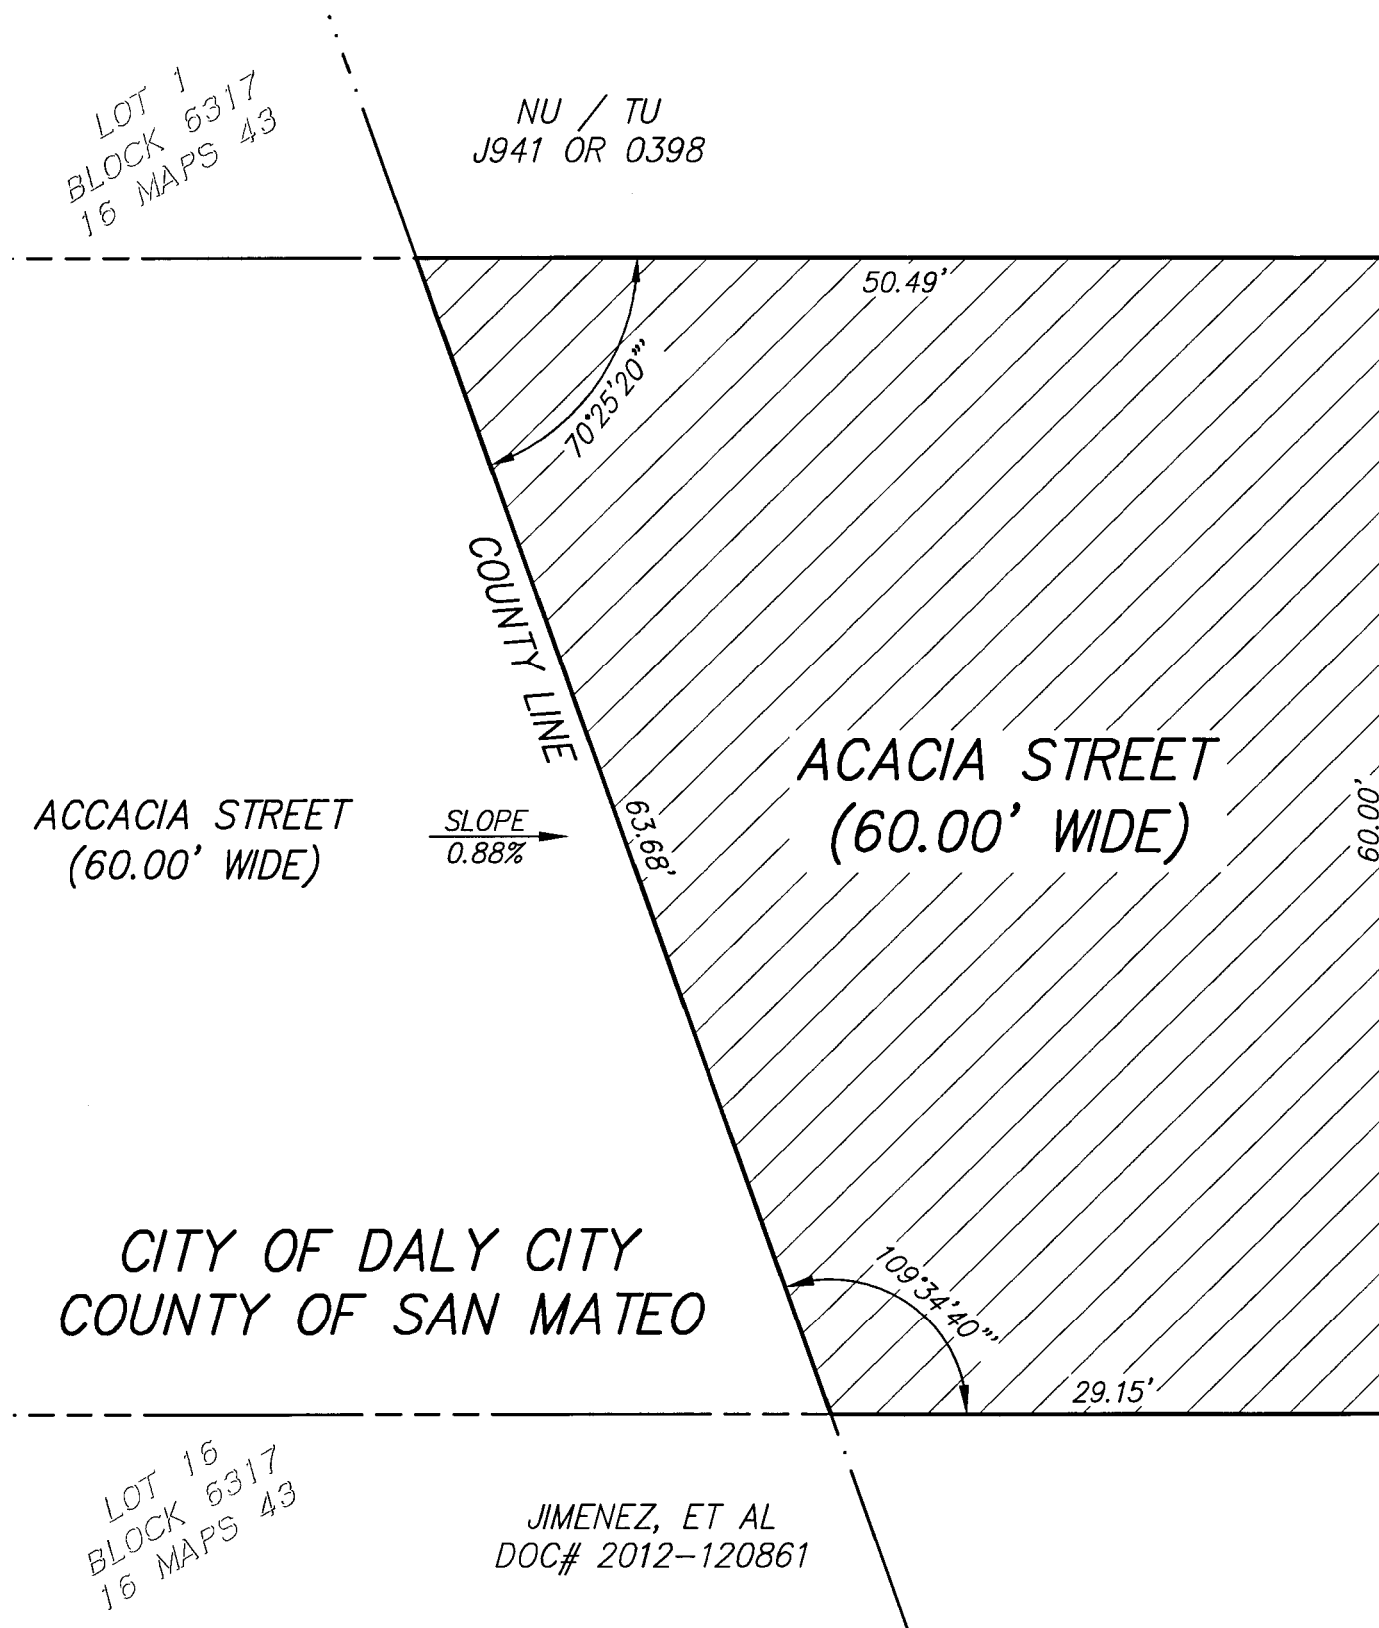 LOT 1
BLOCK 6317
16 MAPS 43
NU / TU
J941 OR 0398
50.49'
70°25'20"'
COUNTY LINE
ACCACIA STREET
(60.00' WIDE)
SLOPE
0.88%
63.68'
ACACIA STREET
(60.00' WIDE)
60.00'
CITY OF DALY CITY
COUNTY OF SAN MATEO
109°34'40"'
29.15'
LOT 16
BLOCK 6317
16 MAPS 43
JIMENEZ, ET AL
DOC# 2012-120861